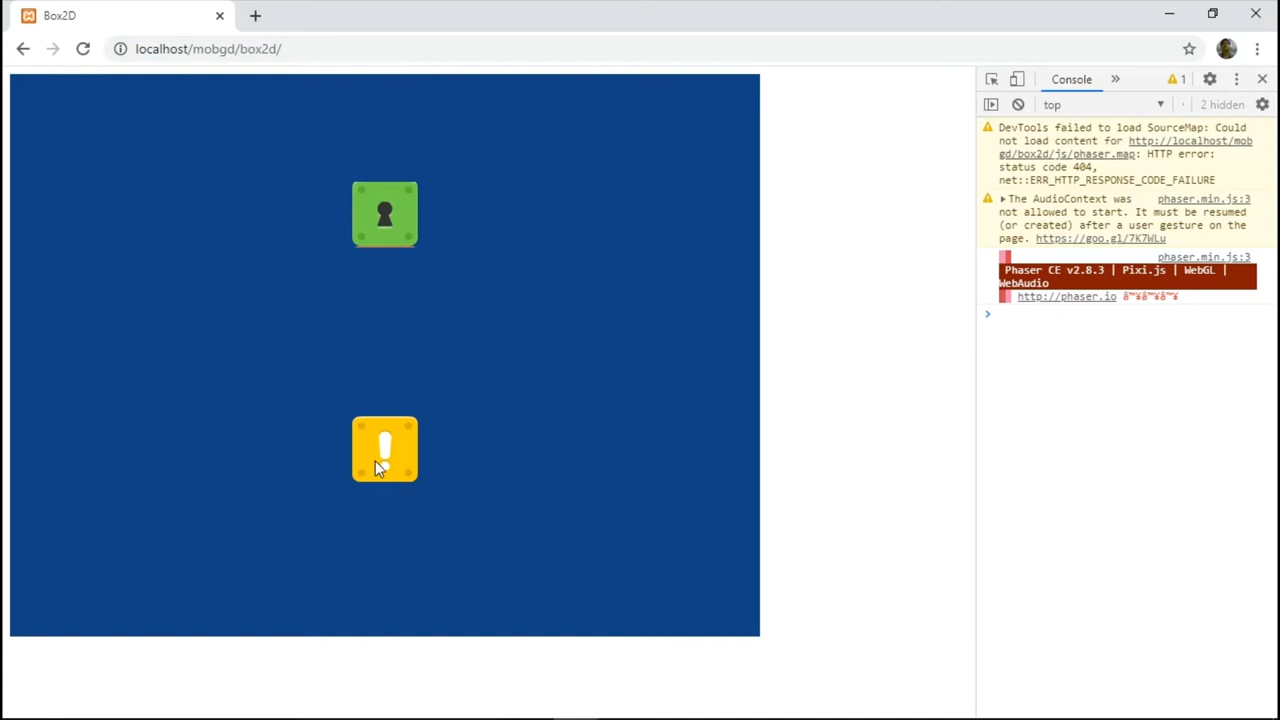 Box2D
localhost/mobgd/box2d/
Console
1
top
2 hidden
DevTools failed to load SourceMap: Could
not load content for http://localhost/mob
gd/box2d/js/phaser.map: HTTP error:
status code 404,
net::ERR_HTTP_RESPONSE_CODE_FAILURE
The AudioContext was phaser.min.js:3
not allowed to start. It must be resumed
(or created) after a user gesture on the
page. https://goo.gl/7K7WLu
phaser.min.js:3
Phaser CE v2.8.3 | Pixi.js | WebGL |
WebAudio
http://phaser.io â™¥â™¥â™¥
!